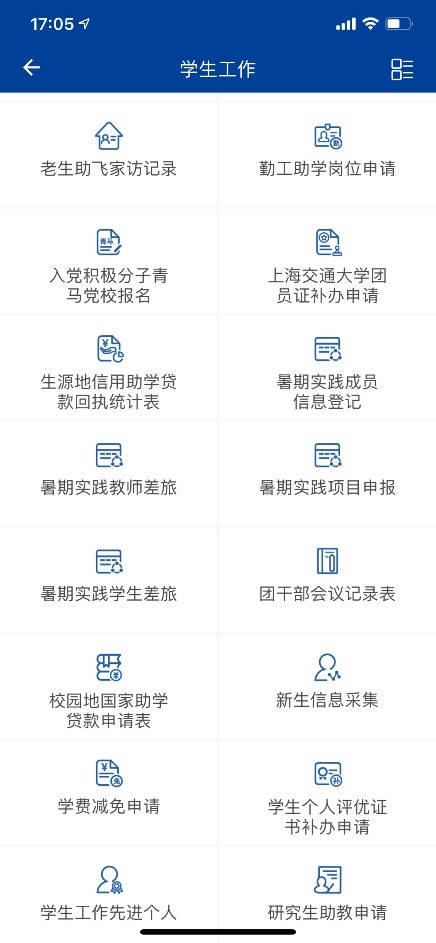 17:05
学生工作
老生助飞家访记录
勤工助学岗位申请
入党积极分子青
马党校报名
上海交通大学团
员证补办申请
生源地信用助学贷
款回执统计表
暑期实践成员
信息登记
暑期实践教师差旅
暑期实践项目申报
暑期实践学生差旅
团干部会议记录表
校园地国家助学
贷款申请表
新生信息采集
学费减免申请
学生个人评优证
书补办申请
学生工作先进个人
研究生助教申请